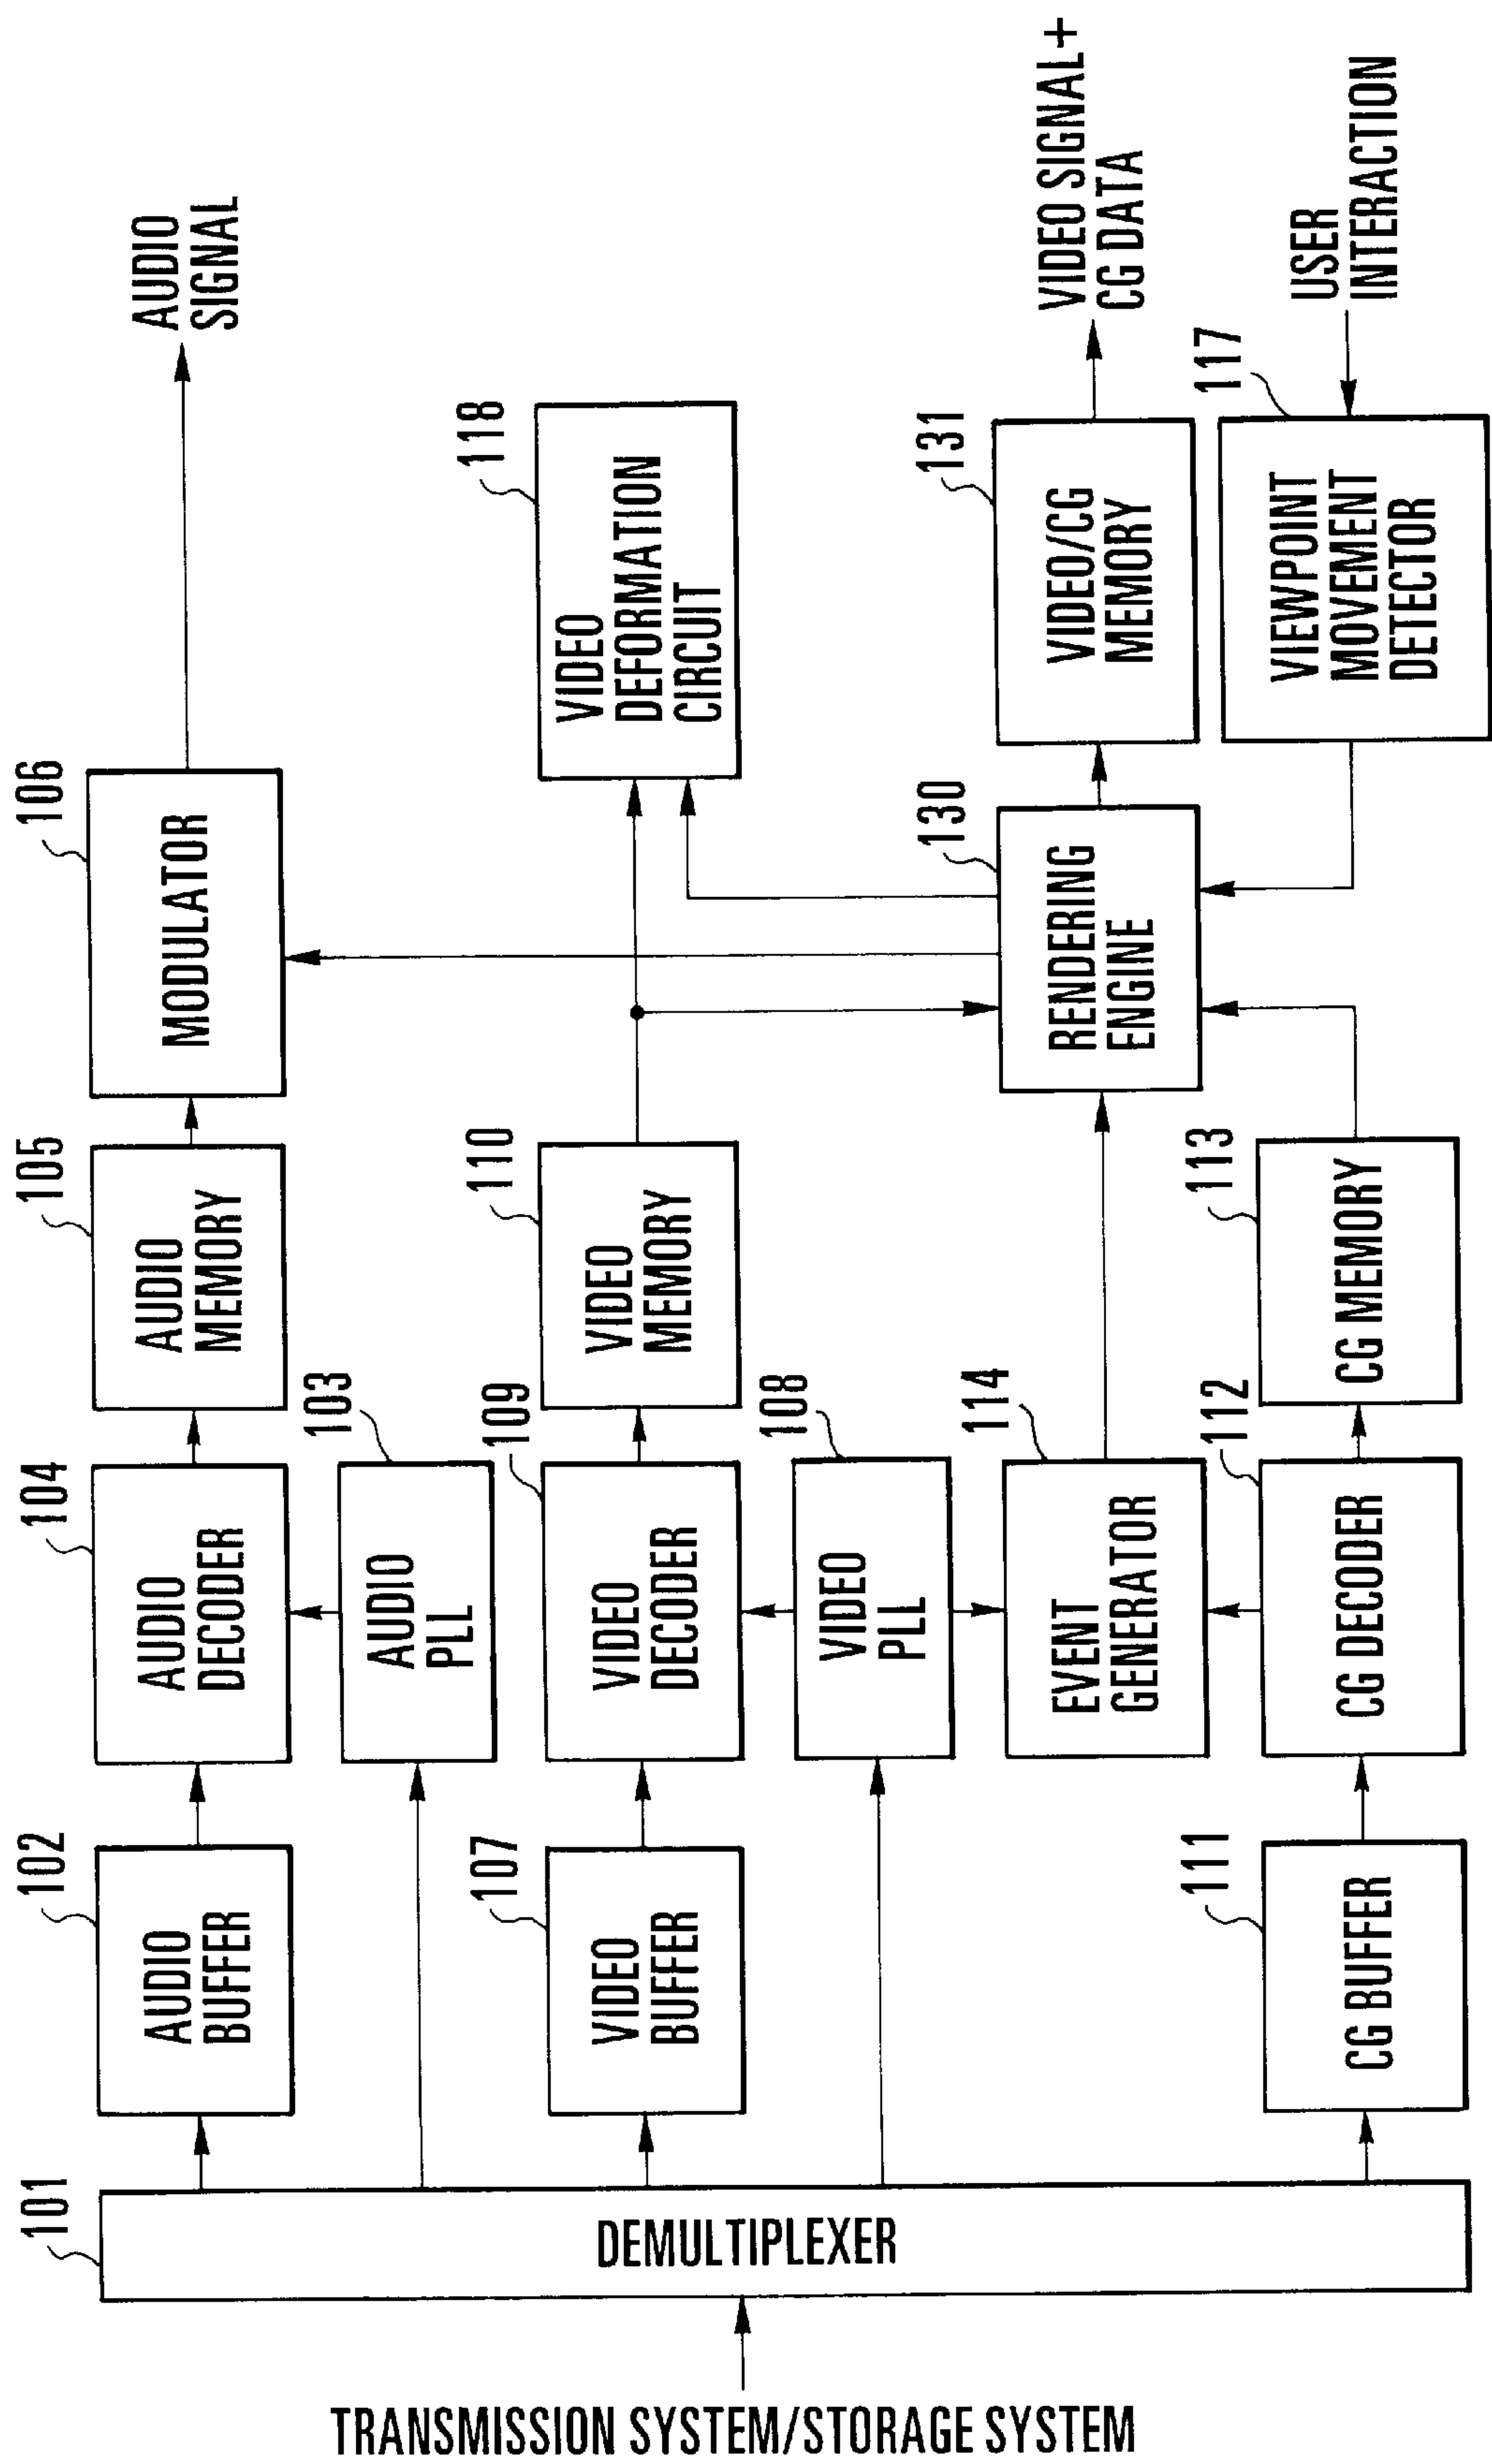 TRANSMISSION SYSTEM/STORAGE SYSTEM
101
DEMULTIPLEXER
102
AUDIO
BUFFER
104
AUDIO
DECODER
105
AUDIO
MEMORY
106
MODULATOR
AUDIO
SIGNAL
103
AUDIO
PLL
107
VIDEO
BUFFER
109
VIDEO
DECODER
110
VIDEO
MEMORY
118
VIDEO
DEFORMATION
CIRCUIT
108
VIDEO
PLL
114
EVENT
GENERATOR
130
RENDERING
ENGINE
131
VIDEO/CG
MEMORY
VIDEO SIGNAL+
CG DATA
111
CG BUFFER
112
CG DECODER
113
CG MEMORY
117
VIEWPOINT
MOVEMENT
DETECTOR
USER
INTERACTION